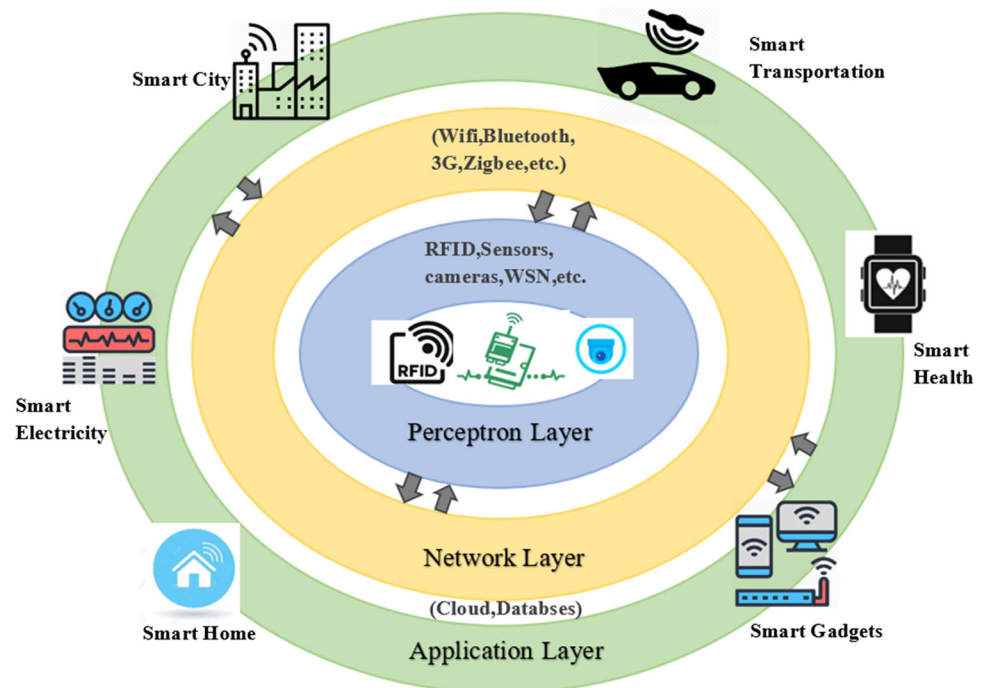 Smart City
Smart
Transportation
(Wifi,Bluetooth,
3G,Zigbee,etc.)
RFID,Sensors,
cameras,WSN,etc.
RFID
Smart
Health
Smart
Electricity
Perceptron Layer
Network Layer
(Cloud,Databses)
Smart Home
Smart Gadgets
Application Layer